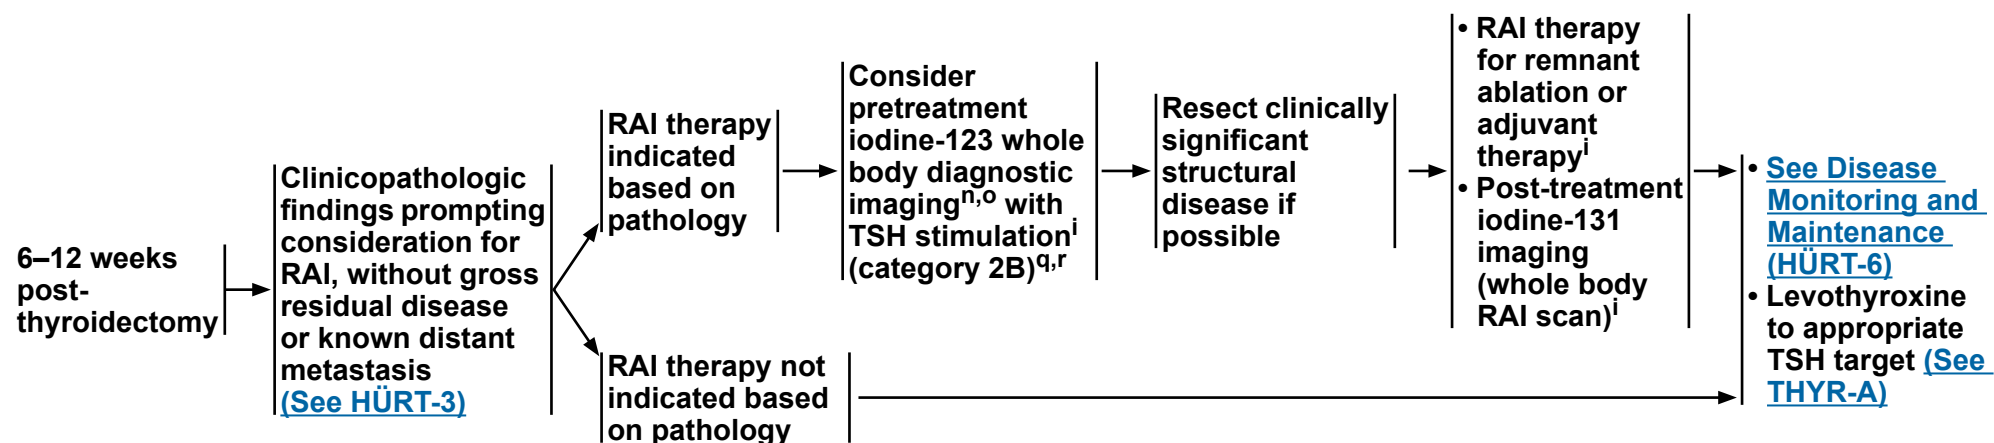 6–12 weeks
post-
thyroidectomy
Clinicopathologic
findings prompting
consideration for
RAI, without gross
residual disease
or known distant
metastasis
(See HÜRT-3)
RAI therapy
indicated
based on
pathology
Consider
pretreatment
iodine-123 whole
body diagnostic
imagingn,o with
TSH stimulationi
(category 2B)q,r
Resect clinically
significant
structural
disease if
possible
• RAI therapy
for remnant
ablation or
adjuvant
therapyi
• Post-treatment
iodine-131
imaging
(whole body
RAI scan)i
RAI therapy not
indicated based
on pathology
• See Disease
Monitoring and
Maintenance
(HÜRT-6)
• Levothyroxine
to appropriate
TSH target (See
THYR-A)